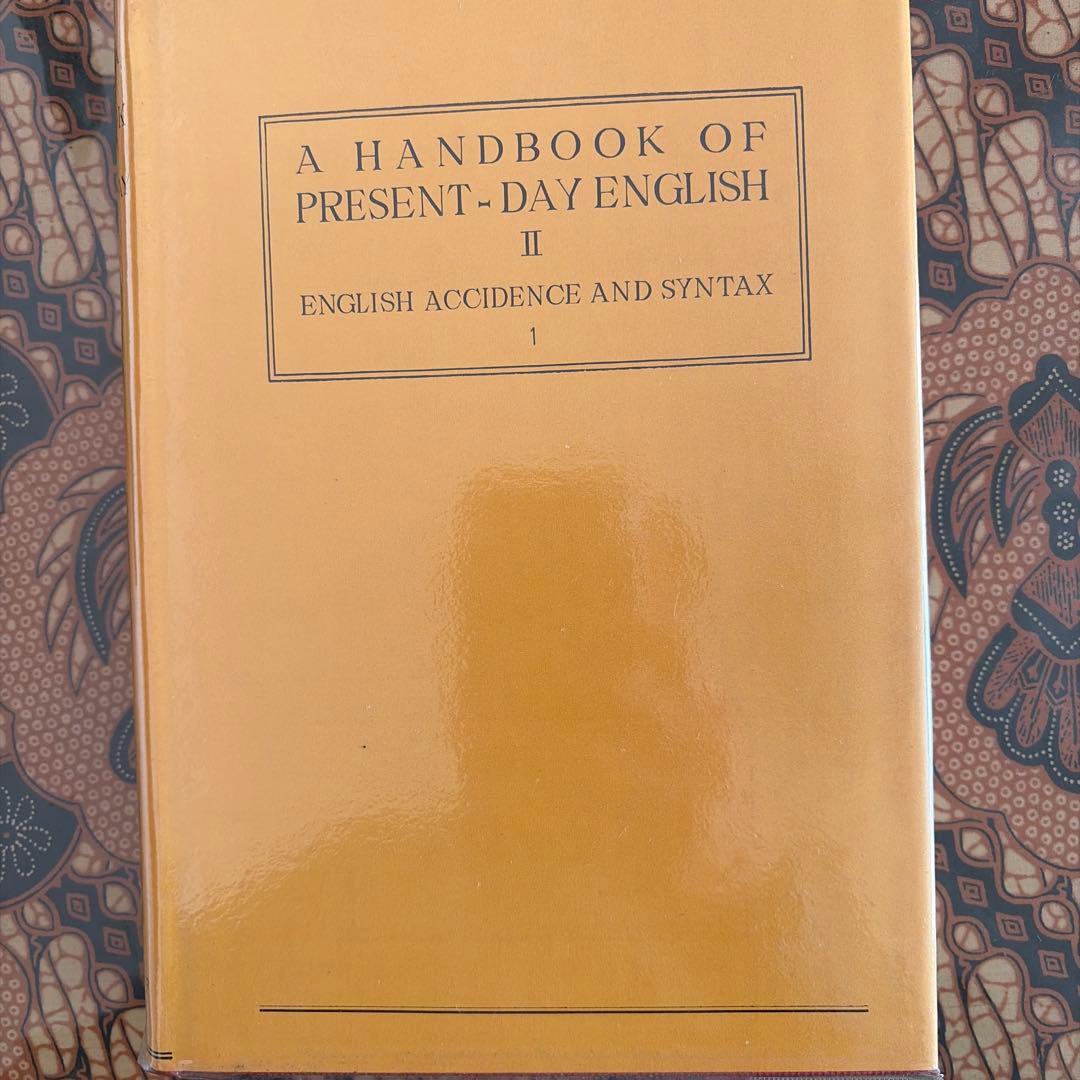 A HANDBOOK OF
PRESENT-DAY ENGLISH
II
ENGLISH ACCIDENCE AND SYNTAX
1